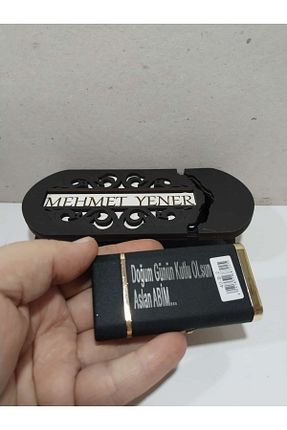 MEHMET YENER
Doğum Günün Kutlu OLsun
Aslan ABİM...